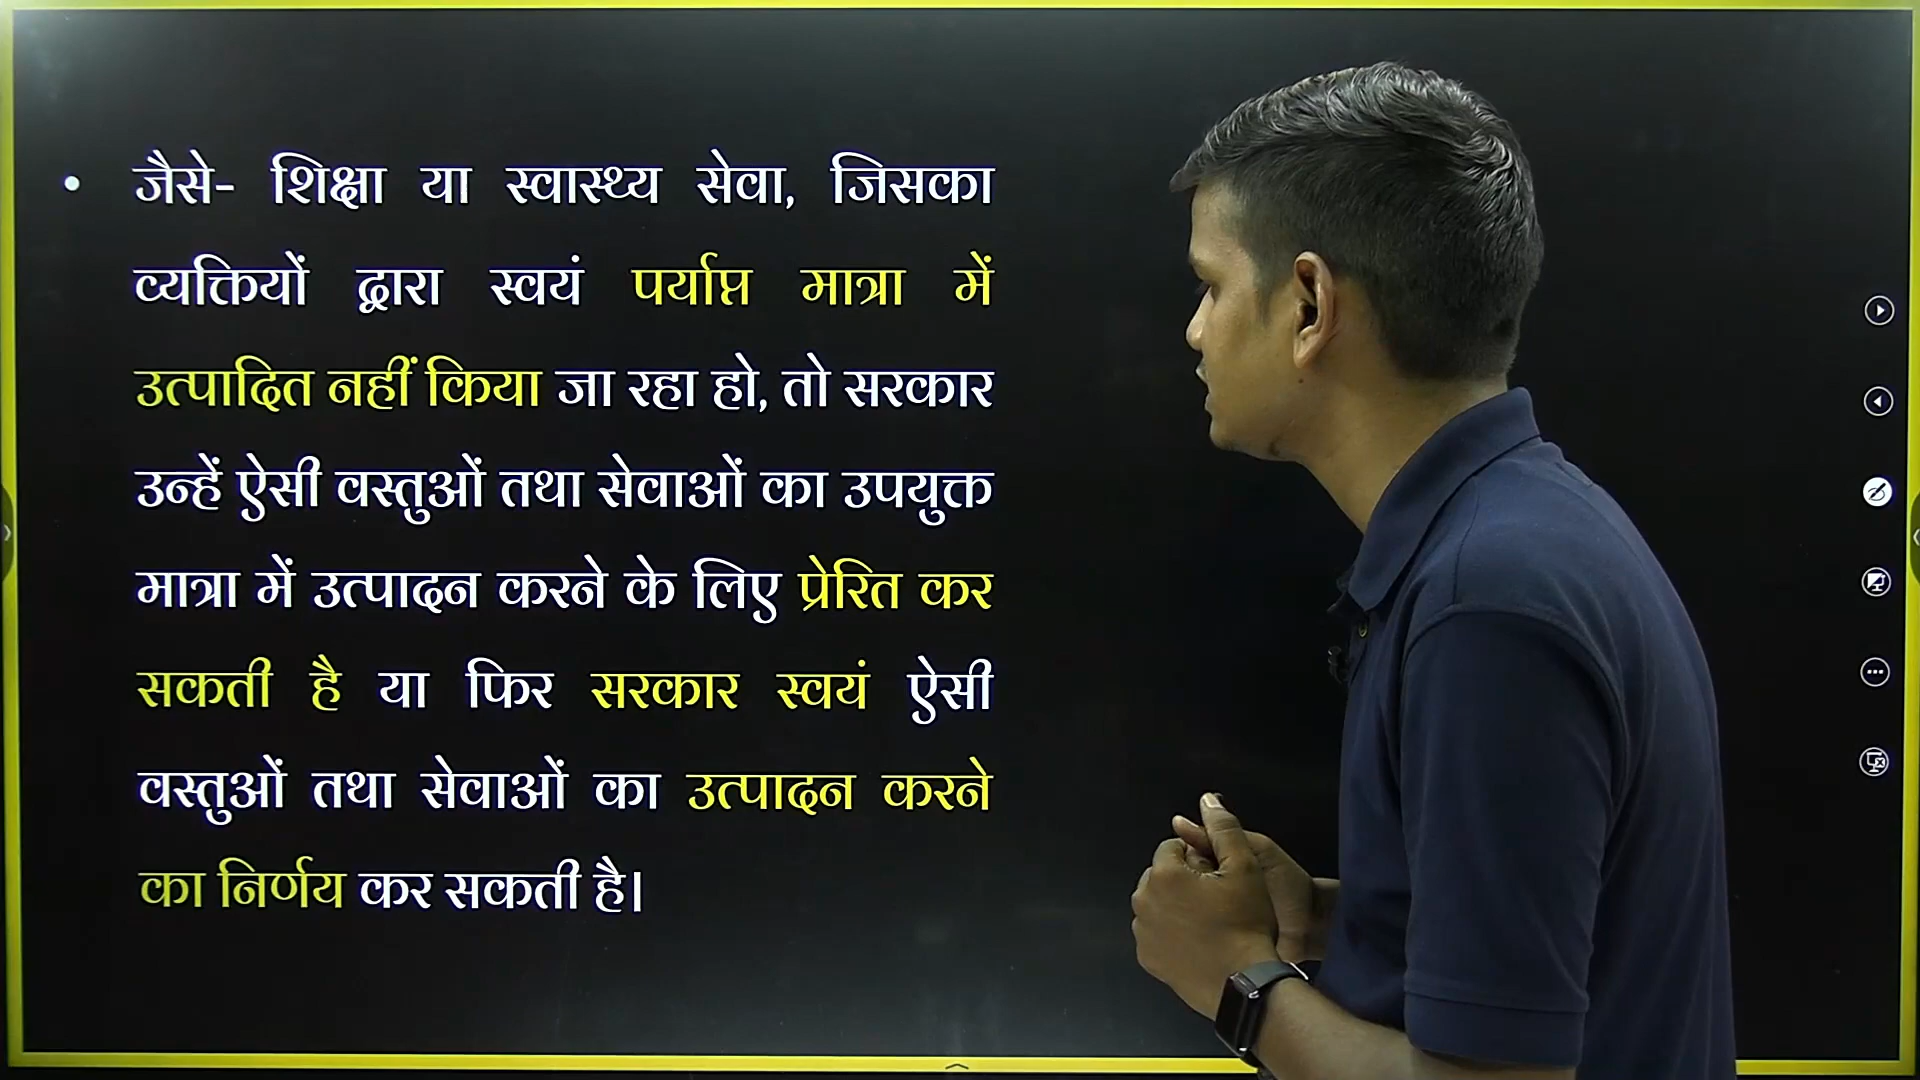 • जैसे- शिक्षा या स्वास्थ्य सेवा, जिसका
व्यक्तियों द्वारा स्वयं पर्याप्त मात्रा में
उत्पादित नहीं किया जा रहा हो, तो सरकार
उन्हें ऐसी वस्तुओं तथा सेवाओं का उपयुक्त
मात्रा में उत्पादन करने के लिए प्रेरित कर
सकती है या फिर सरकार स्वयं ऐसी
वस्तुओं तथा सेवाओं का उत्पादन करने
का निर्णय कर सकती है।